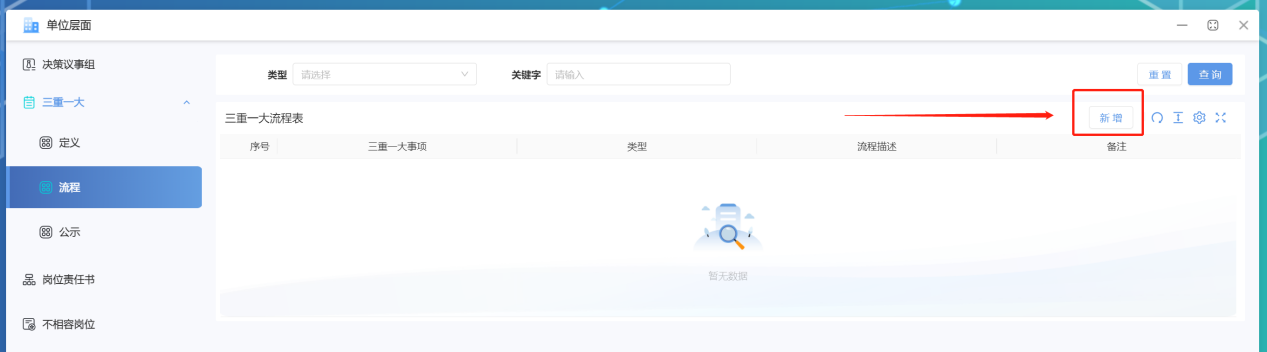 单位层面
决策议事组
三重一大
定义
流程
公示
岗位责任书
不相容岗位
类型 请选择 关键字 请输入 重置 查询
三重一大流程表 新增
序号 三重一大事项 类型 流程描述 备注
暂无数据